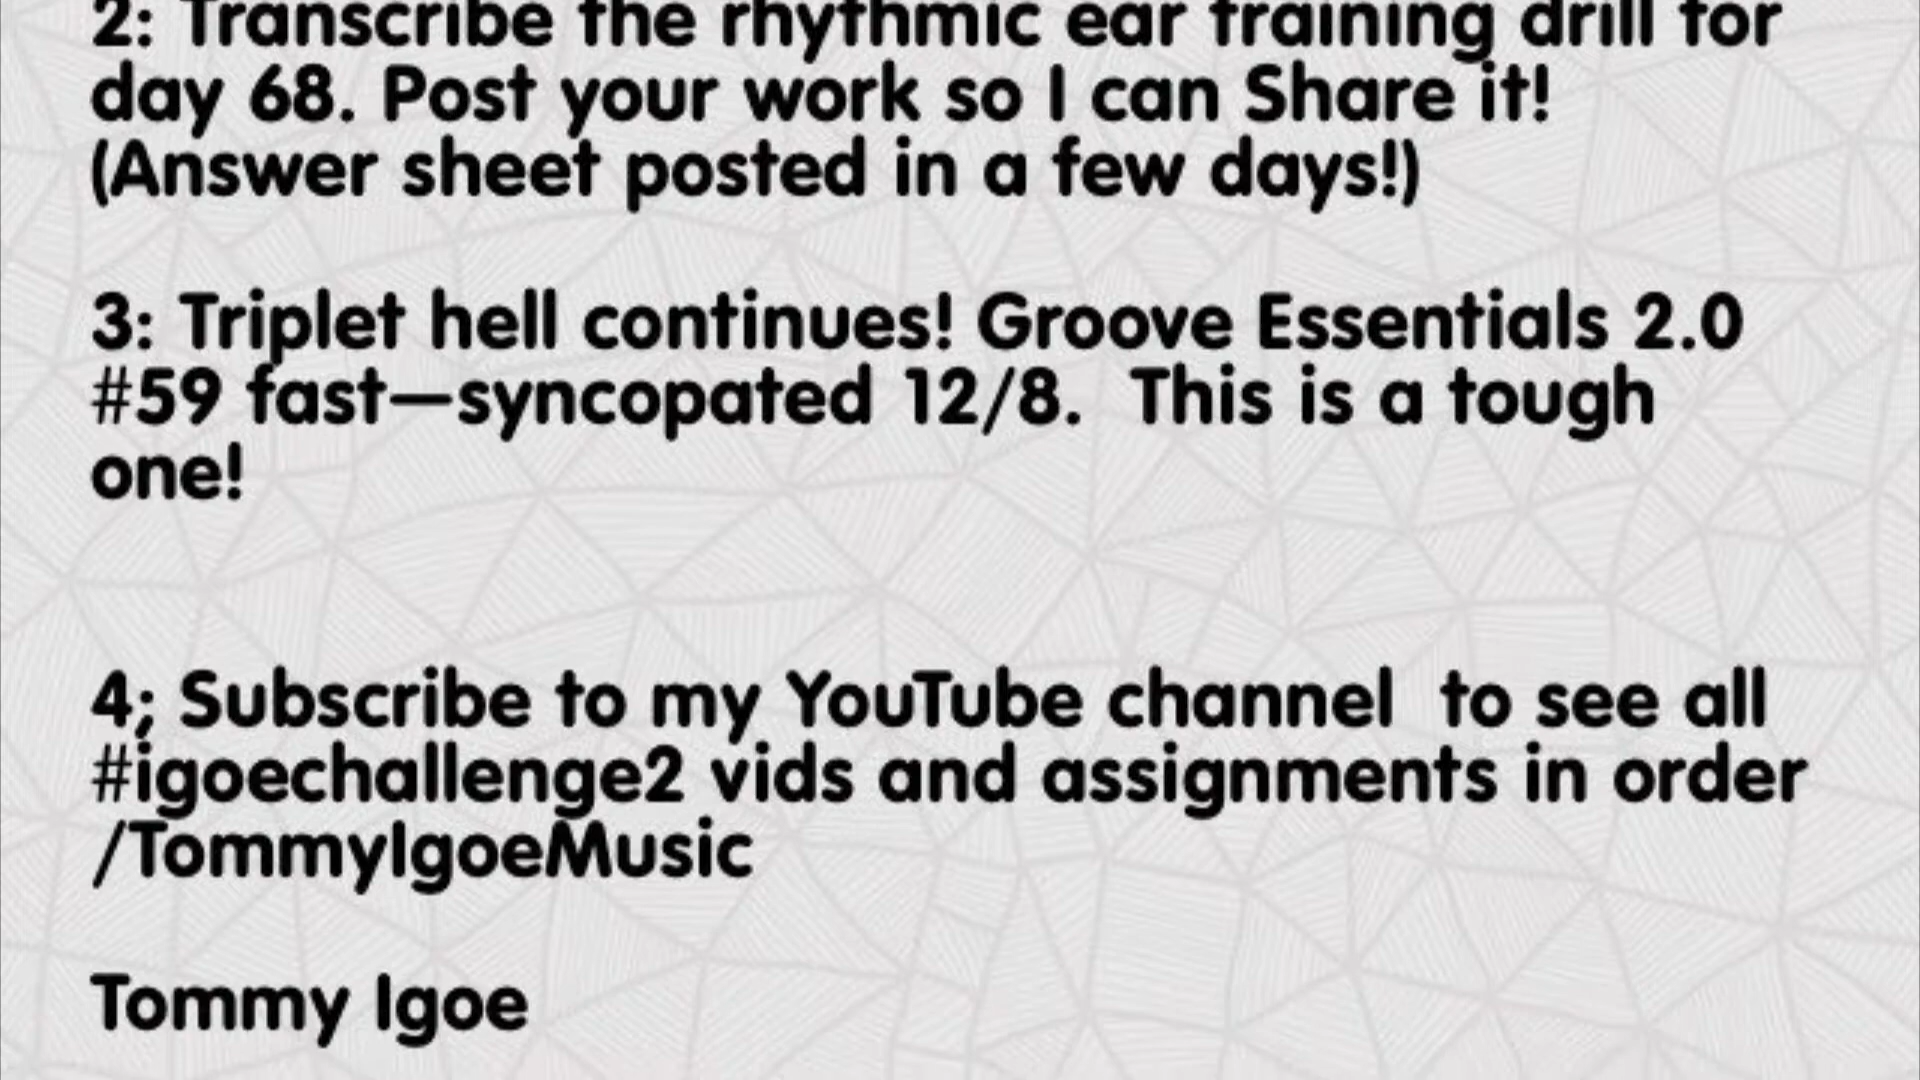 2: Transcribe the rhythmic ear training drill for
day 68. Post your work so I can Share it!
(Answer sheet posted in a few days!)
3: Triplet hell continues! Groove Essentials 2.0
#59 fast—syncopated 12/8.  This is a tough
one!
4; Subscribe to my YouTube channel  to see all
#igoechallenge2 vids and assignments in order
/TommyIgoeMusic
Tommy Igoe